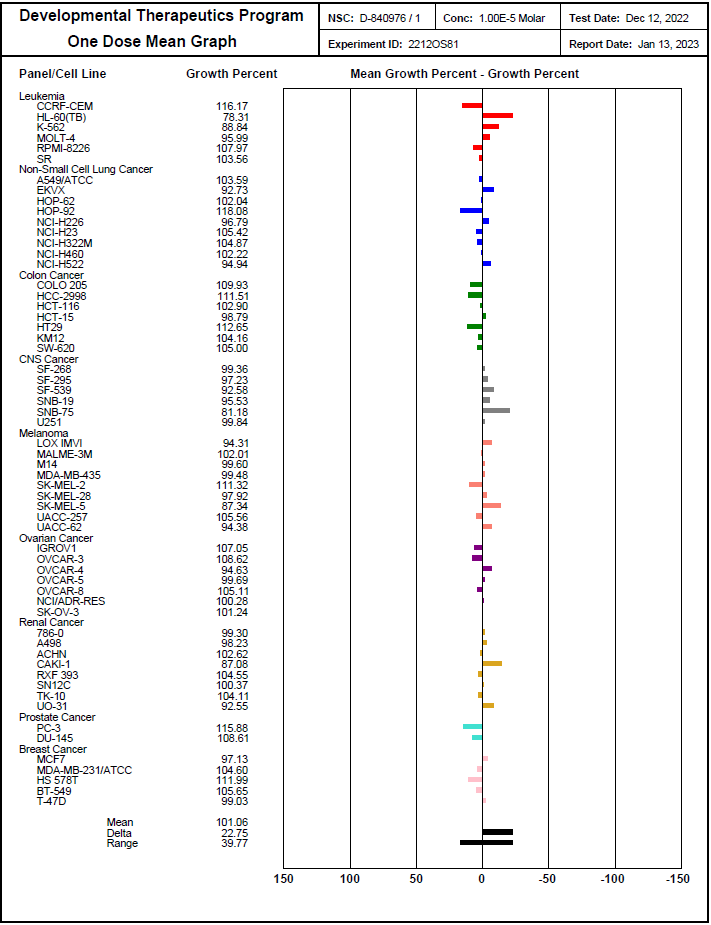 Developmental Therapeutics Program
One Dose Mean Graph
NSC: D-840976 / 1
Conc: 1.00E-5 Molar
Test Date: Dec 12, 2022
Experiment ID: 2212OS81
Report Date: Jan 13, 2023
Panel/Cell Line Growth Percent Mean Growth Percent - Growth Percent
Leukemia
CCRF-CEM 116.17
HL-60(TB) 78.31
K-562 88.84
MOLT-4 95.99
RPMI-8226 107.97
SR 103.56
Non-Small Cell Lung Cancer
A549/ATCC 103.59
EKVX 92.73
HOP-62 102.04
HOP-92 118.08
NCI-H226 96.79
NCI-H23 105.42
NCI-H322M 104.87
NCI-H460 102.22
NCI-H522 94.94
Colon Cancer
COLO 205 109.93
HCC-2998 111.51
HCT-116 102.90
HCT-15 98.79
HT29 112.65
KM12 104.16
SW-620 105.00
CNS Cancer
SF-268 99.36
SF-295 97.23
SF-539 92.58
SNB-19 95.53
SNB-75 81.18
U251 99.84
Melanoma
LOX IMVI 94.31
MALME-3M 102.01
M14 99.60
MDA-MB-435 99.48
SK-MEL-2 111.32
SK-MEL-28 97.92
SK-MEL-5 87.34
UACC-257 105.56
UACC-62 94.38
Ovarian Cancer
IGROV1 107.05
OVCAR-3 108.62
OVCAR-4 94.63
OVCAR-5 99.69
OVCAR-8 105.11
NCI/ADR-RES 100.28
SK-OV-3 101.24
Renal Cancer
786-0 99.30
A498 98.23
ACHN 102.62
CAKI-1 87.08
RXF 393 104.55
SN12C 100.37
TK-10 104.11
UO-31 92.55
Prostate Cancer
PC-3 115.88
DU-145 108.61
Breast Cancer
MCF7 97.13
MDA-MB-231/ATCC 104.60
HS 578T 111.99
BT-549 105.65
T-47D 99.03
Mean 101.06
Delta 22.75
Range 39.77
150 100 50 0 -50 -100 -150